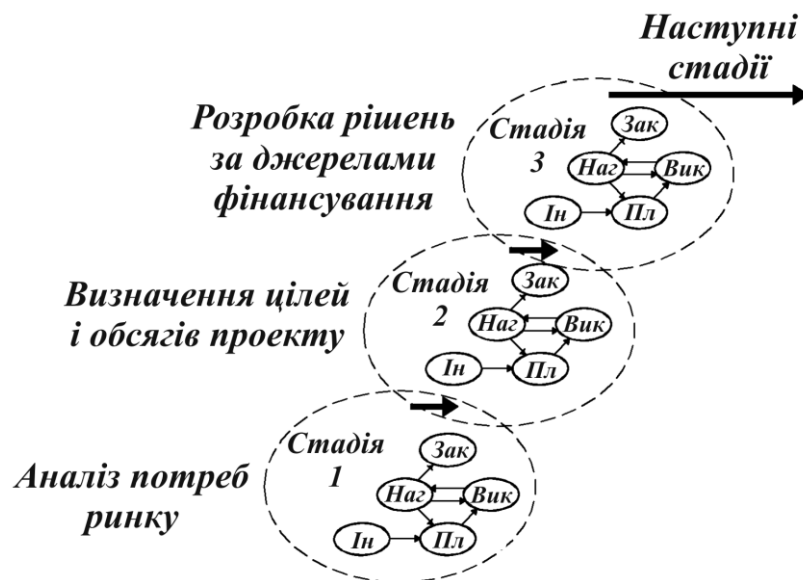 Наступні
стадії
Розробка рішень
за джерелами
фінансування
Стадія
3
Зак
Наг
Вик
Ін
Пл
Визначення цілей
і обсягів проекту
Стадія
2
Зак
Наг
Вик
Ін
Пл
Аналіз потреб
ринку
Стадія
1
Зак
Наг
Вик
Ін
Пл